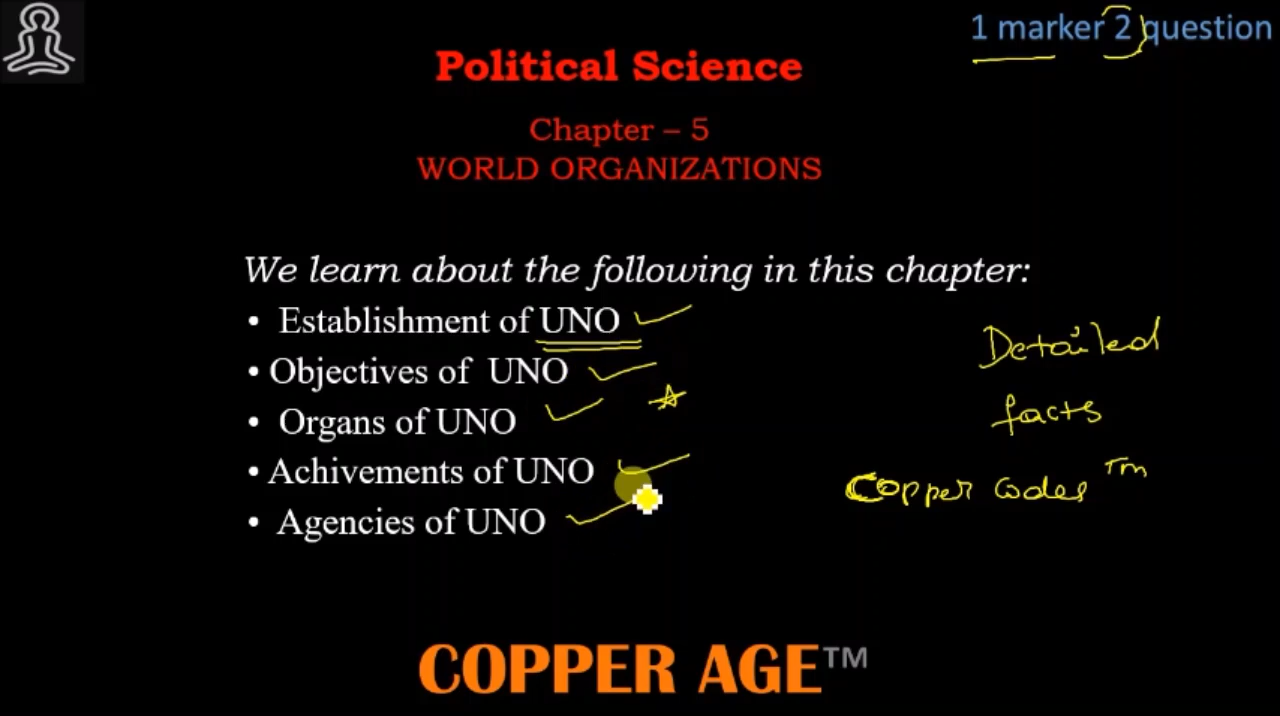 1 marker 2 question
Political Science
Chapter – 5
WORLD ORGANIZATIONS
We learn about the following in this chapter:
• Establishment of UNO
• Objectives of UNO
• Organs of UNO
• Achivements of UNO
• Agencies of UNO
Detailed
facts
Copper codes TM
COPPER AGE™